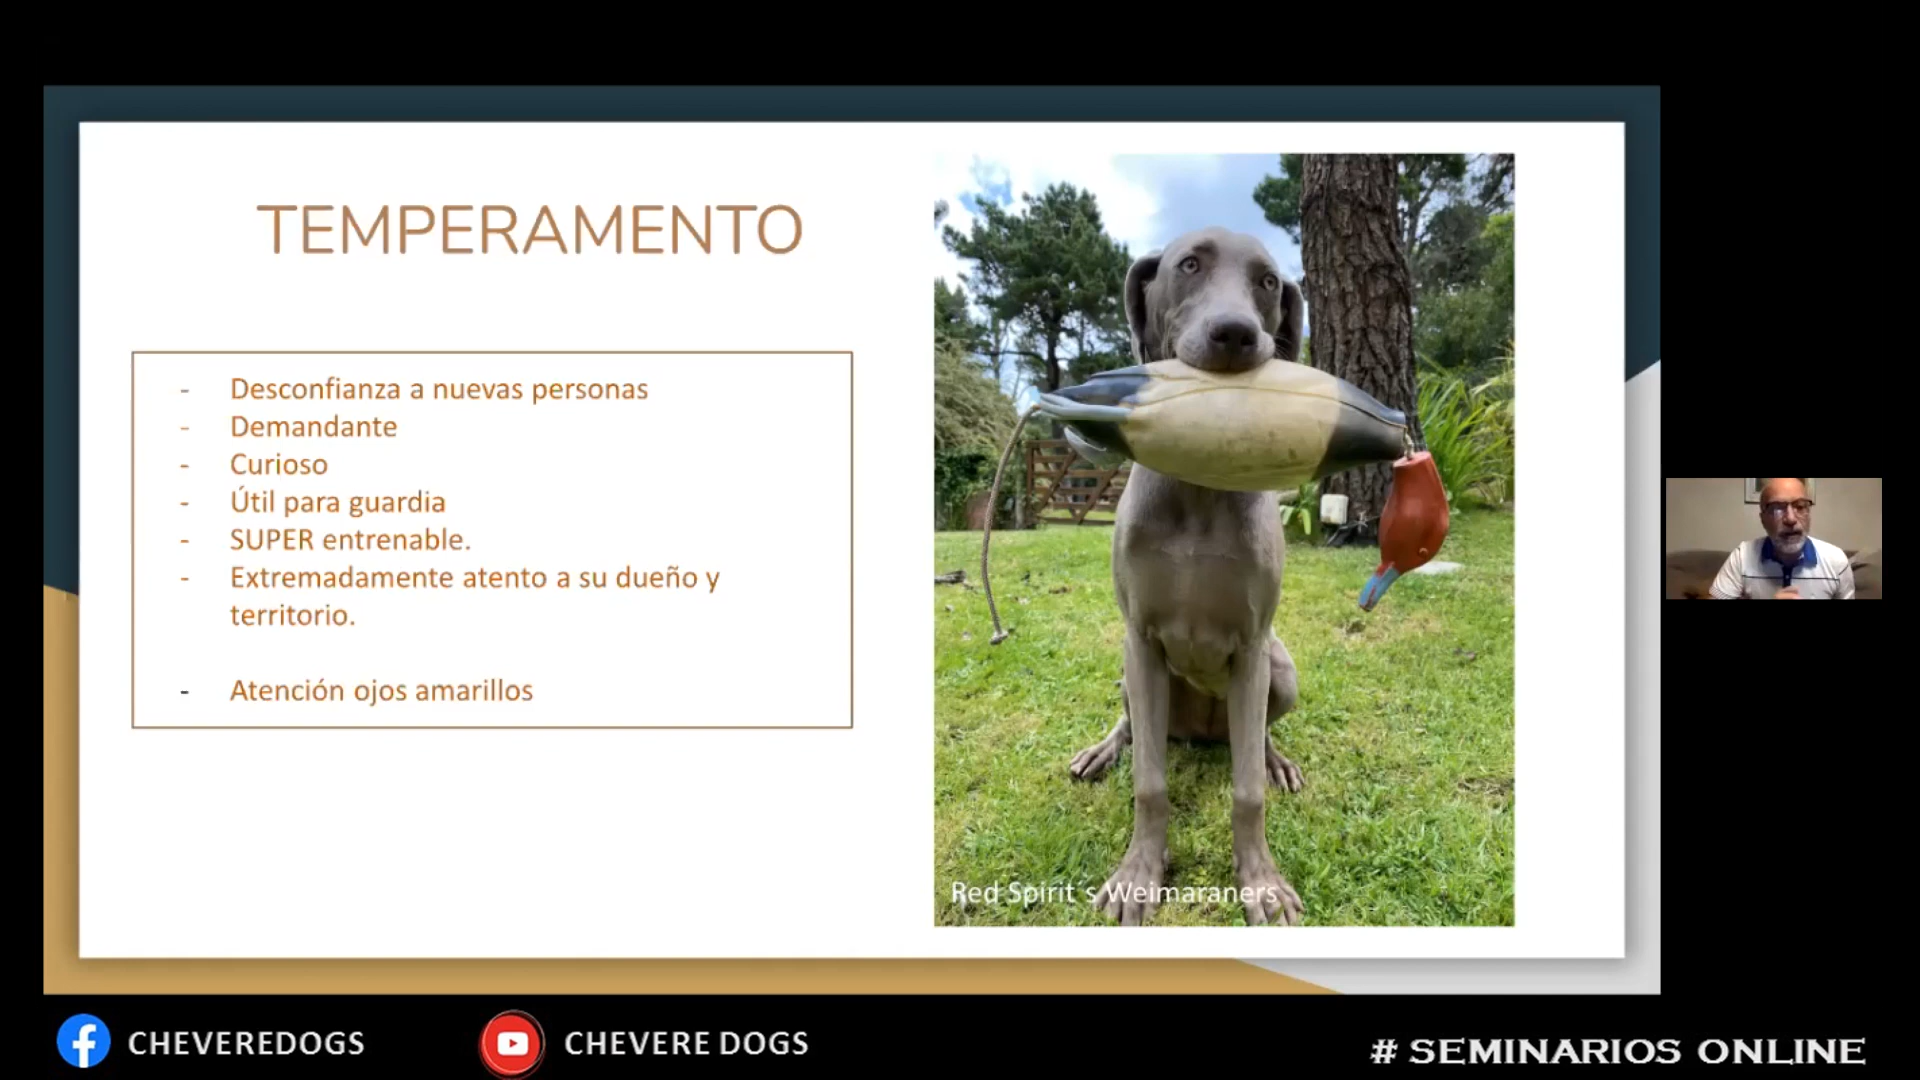 TEMPERAMENTO
- Desconfianza a nuevas personas
- Demandante
- Curioso
- Útil para guardia
- SUPER entrenable.
- Extremadamente atento a su dueño y
territorio.
- Atención ojos amarillos
Red Spirit´s Weimaraners
CHEVEREDOGS
CHEVERE DOGS
# SEMINARIOS ONLINE